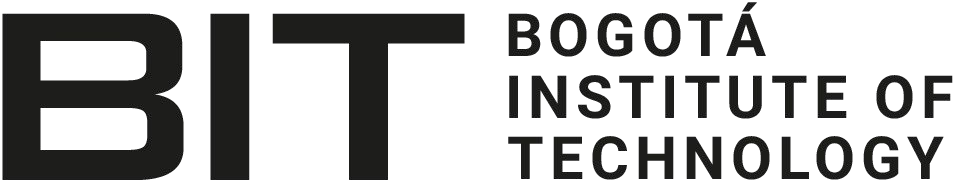 BIT
BOGOTÁ
INSTITUTE OF
TECHNOLOGY